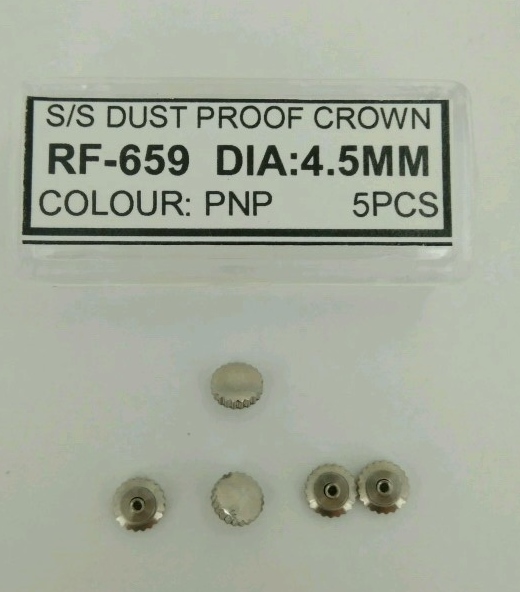 S/S DUST PROOF CROWN
RF-659 DIA:4.5MM
COLOUR: PNP 5PCS